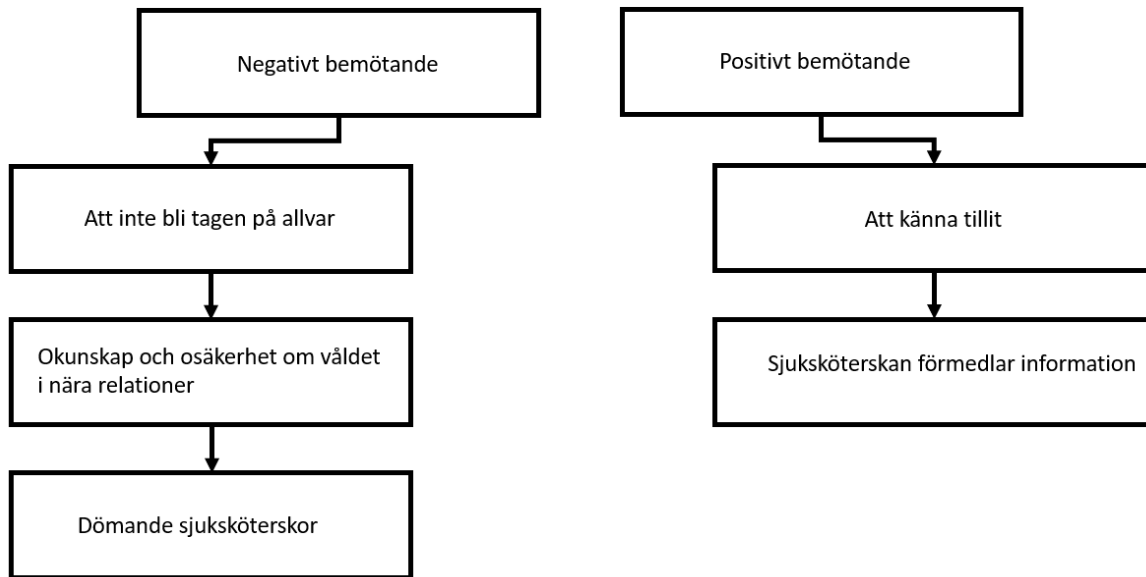 Negativt bemötande
Positivt bemötande
Att inte bli tagen på allvar
Att känna tillit
Okunskap och osäkerhet om våldet
i nära relationer
Sjuksköterskan förmedlar information
Dömande sjuksköterskor